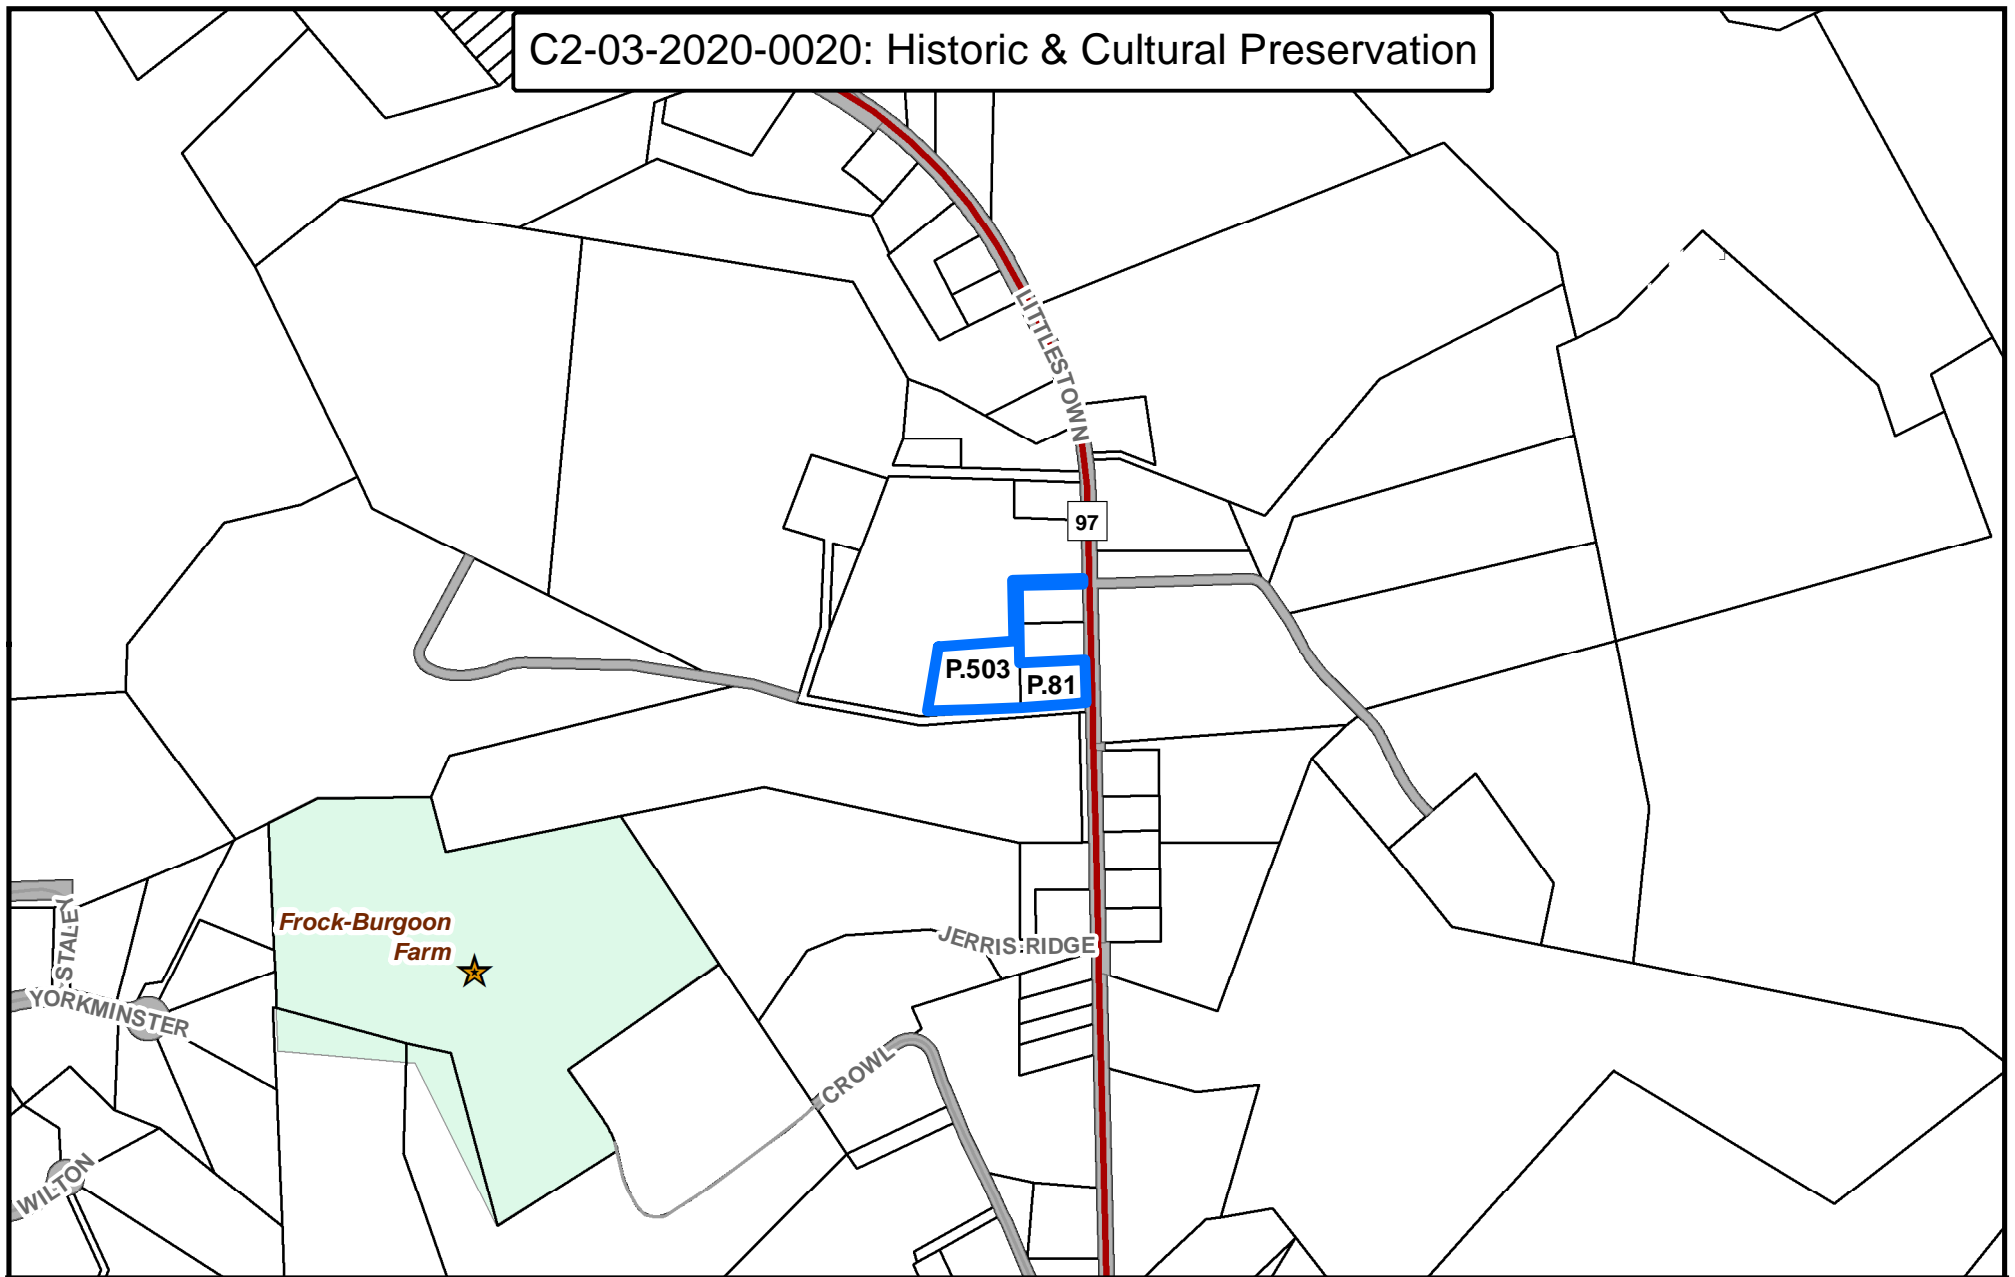 C2-03-2020-0020: Historic & Cultural Preservation
LITTLESTOWN
97
P.503
P.81
Frock-Burgoon
Farm
STALEY
JERRIS RIDGE
YORKMINSTER
CROWL
WILTON